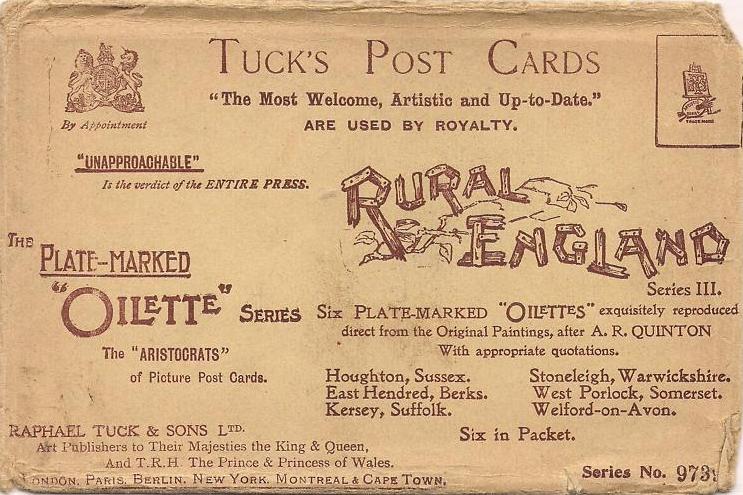 TUCK'S POST CARDS
"The Most Welcome, Artistic and Up-to-Date."
ARE USED BY ROYALTY.
By Appointment
TRADE MARK
"UNAPPROACHABLE"
Is the verdict of the ENTIRE PRESS.
RURAL
ENGLAND
Series III.
THE
PLATE-MARKED
"OILETTE" SERIES
The "ARISTOCRATS"
of Picture Post Cards.
Six PLATE-MARKED "OILETTES" exquisitely reproduced
direct from the Original Paintings, after A. R. QUINTON
With appropriate quotations.
Houghton, Sussex. Stoneleigh, Warwickshire.
East Hendred, Berks. West Porlock, Somerset.
Kersey, Suffolk. Welford-on-Avon.
Six in Packet.
RAPHAEL TUCK & SONS LTD.
Art Publishers to Their Majesties the King & Queen,
And T.R.H. The Prince & Princess of Wales.
LONDON, PARIS, BERLIN, NEW YORK, MONTREAL & CAPE TOWN.
Series No. 973